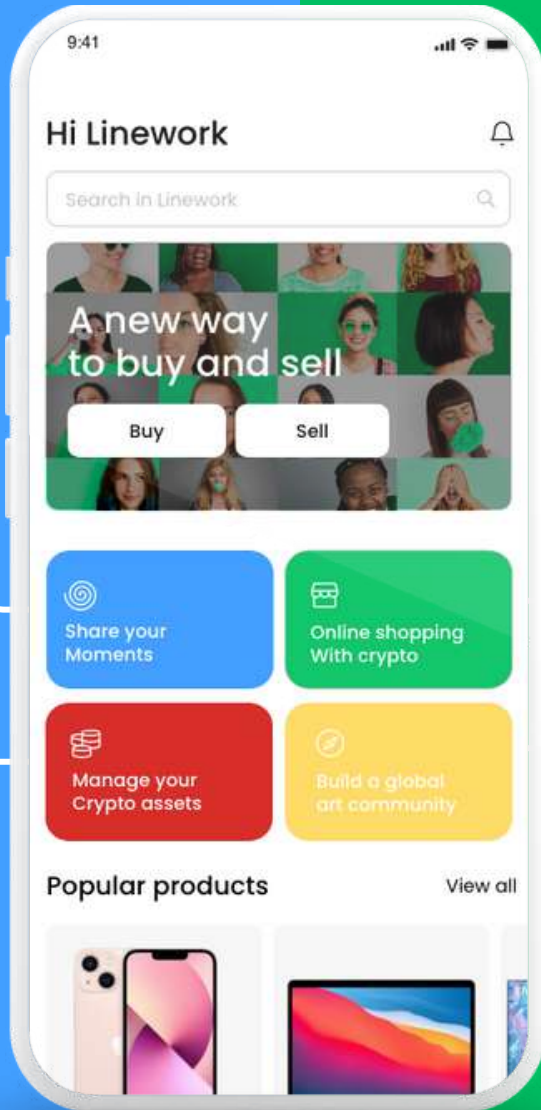 9:41
Hi Linework
Search in Linework
A new way
to buy and sell
Buy
Sell
Share your
Moments
Online shopping
With crypto
Manage your
Crypto assets
Build a global
art community
Popular products
View all